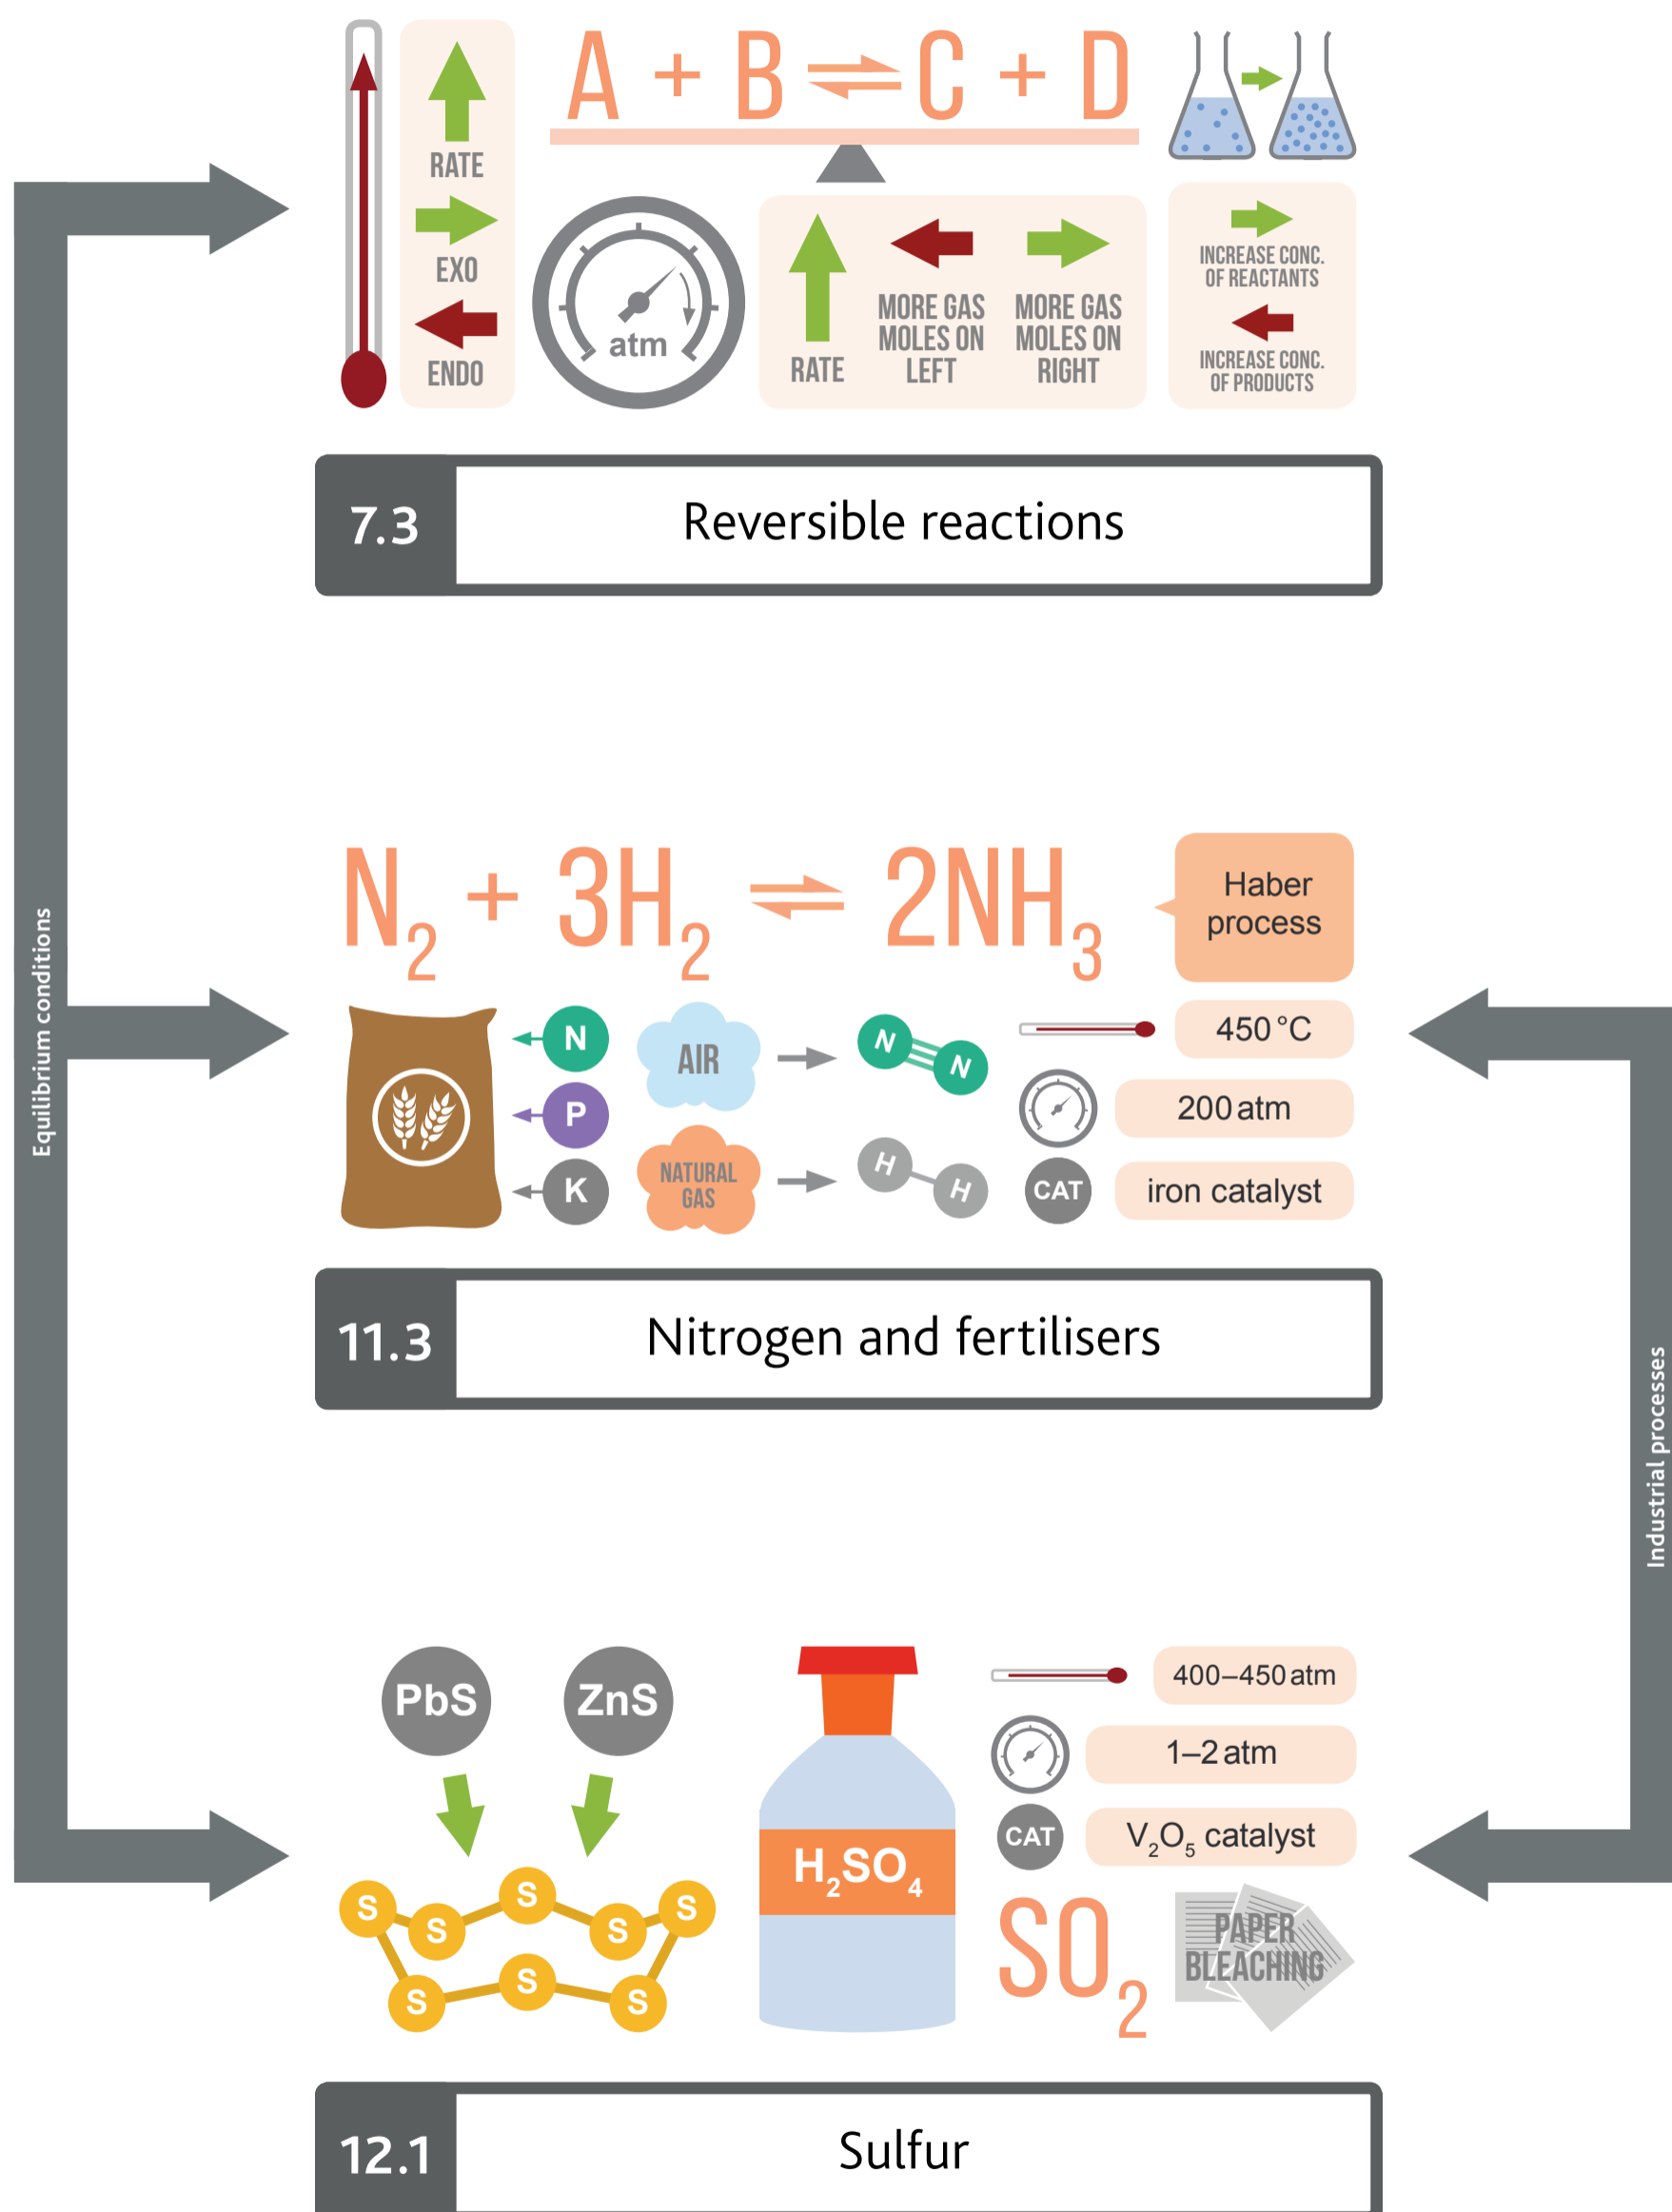 A + B ⇌ C + D
RATE
EXO
ENDO
atm
RATE
MORE GAS
MOLES ON
LEFT
MORE GAS
MOLES ON
RIGHT
INCREASE CONC.
OF REACTANTS
INCREASE CONC.
OF PRODUCTS
7.3
Reversible reactions
Equilibrium conditions
N₂ + 3H₂ ⇌ 2NH₃
Haber
process
N
P
K
AIR
N N
NATURAL
GAS
H H
450 °C
200 atm
CAT
iron catalyst
11.3
Nitrogen and fertilisers
Industrial processes
PbS
ZnS
S
S
S
S
S
S
S
S
H₂SO₄
400–450 atm
1–2 atm
CAT
V₂O₅ catalyst
SO₂
PAPER
BLEACHING
12.1
Sulfur